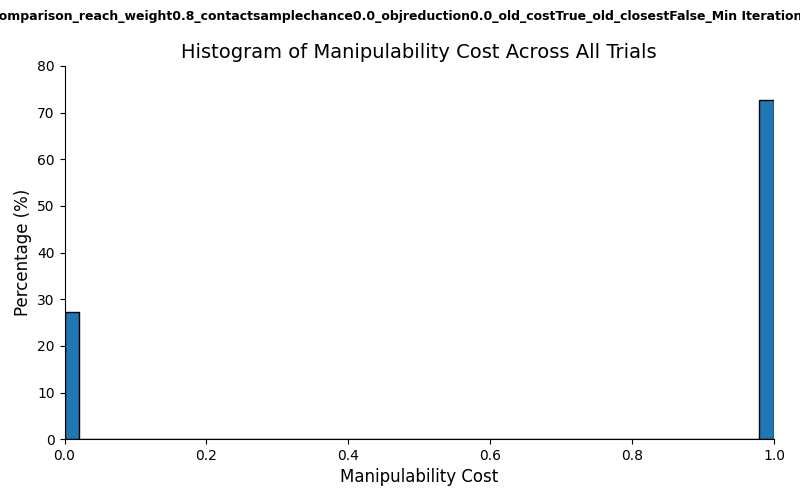 omparison_reach_weight0.8_contactsamplechance0.0_objreduction0.0_old_costTrue_old_closestFalse_Min Iteration
Histogram of Manipulability Cost Across All Trials
80
70
60
50
40
30
20
10
0
Percentage (%)
0.0 0.2 0.4 0.6 0.8 1.0
Manipulability Cost